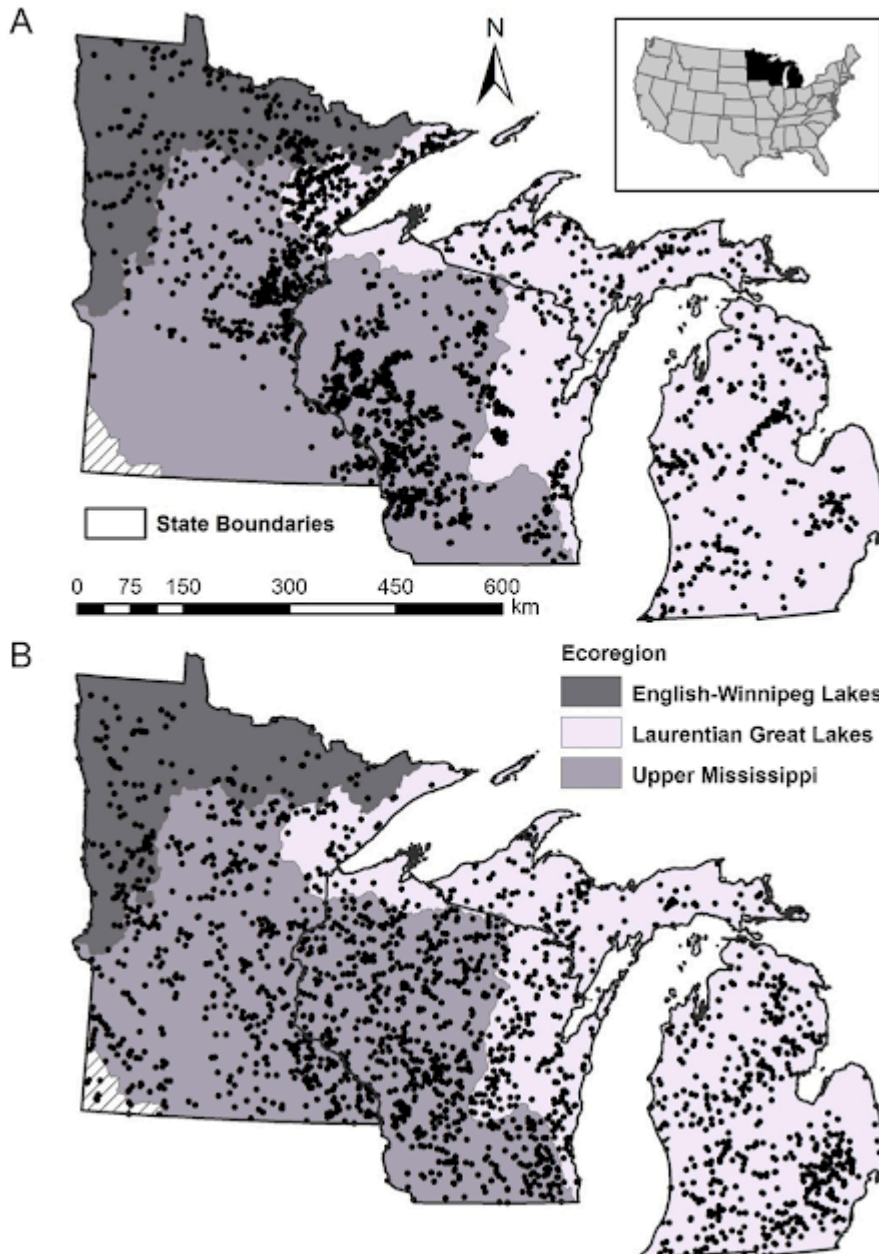 A
N
State Boundaries
0 75 150 300 450 600
km
B
Ecoregion
English-Winnipeg Lakes
Laurentian Great Lakes
Upper Mississippi